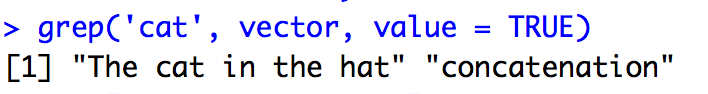 > grep('cat', vector, value = TRUE)
[1] "The cat in the hat" "concatenation"